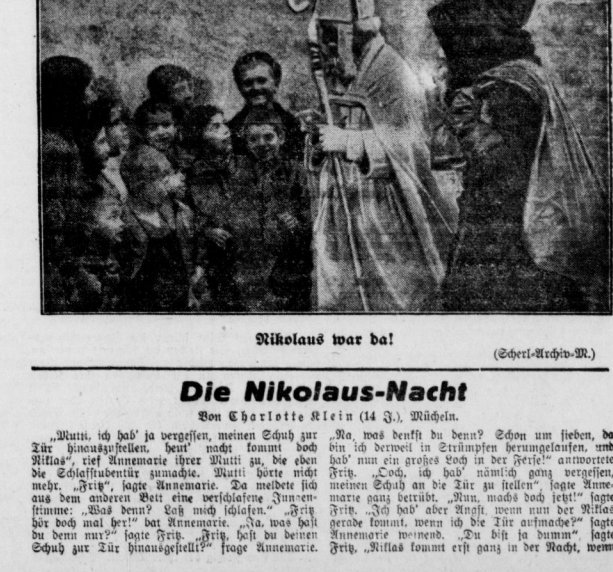 Nikolaus war da!
(Scherl-Archiv-M.)
Die Nikolaus-Nacht
Von Charlotte Klein (14 J.), Mücheln.
„Mutti, ich hab' ja vergessen, meinen Schuh zur
Tür hinauszustellen, heut' nacht kommt doch
Niklas“, rief Annemarie ihrer Mutti zu, die eben
die Schlafstubentür zumachte. Mutti hörte nicht
mehr. „Fritz“, sagte Annemarie. Da meldete sich
aus dem anderen Bett eine verschlafene Jungen-
stimme: „Was denn? Laß mich schlafen.“ „Fritz
hör doch mal her!“ bat Annemarie. „Ja, was hast
du denn nur?“ sagte Fritz. „Fritz, hast du deinen
Schuh zur Tür hinausgestellt?“ frage Annemarie.
„Na, was denkst du denn? Schon um sieben, da
bin ich derweil in Strümpfen herumgelaufen, und
hab' nun ein großes Loch in der Ferse!“ antwortete
Fritz. „Och, ich hab' nämlich ganz vergessen,
meinen Schuh an die Tür zu stellen“, sagte Anne-
marie ganz betrübt. „Nun, machs doch jetzt!“ sagte
Fritz. „Ich hab' aber Angst, wenn nun der Niklas
gerade kommt, wenn ich die Tür aufmache?“ sagte
Annemarie weinend. „Du bist ja dumm“, sagte
Fritz, „Niklas kommt erst ganz in der Nacht, wenn